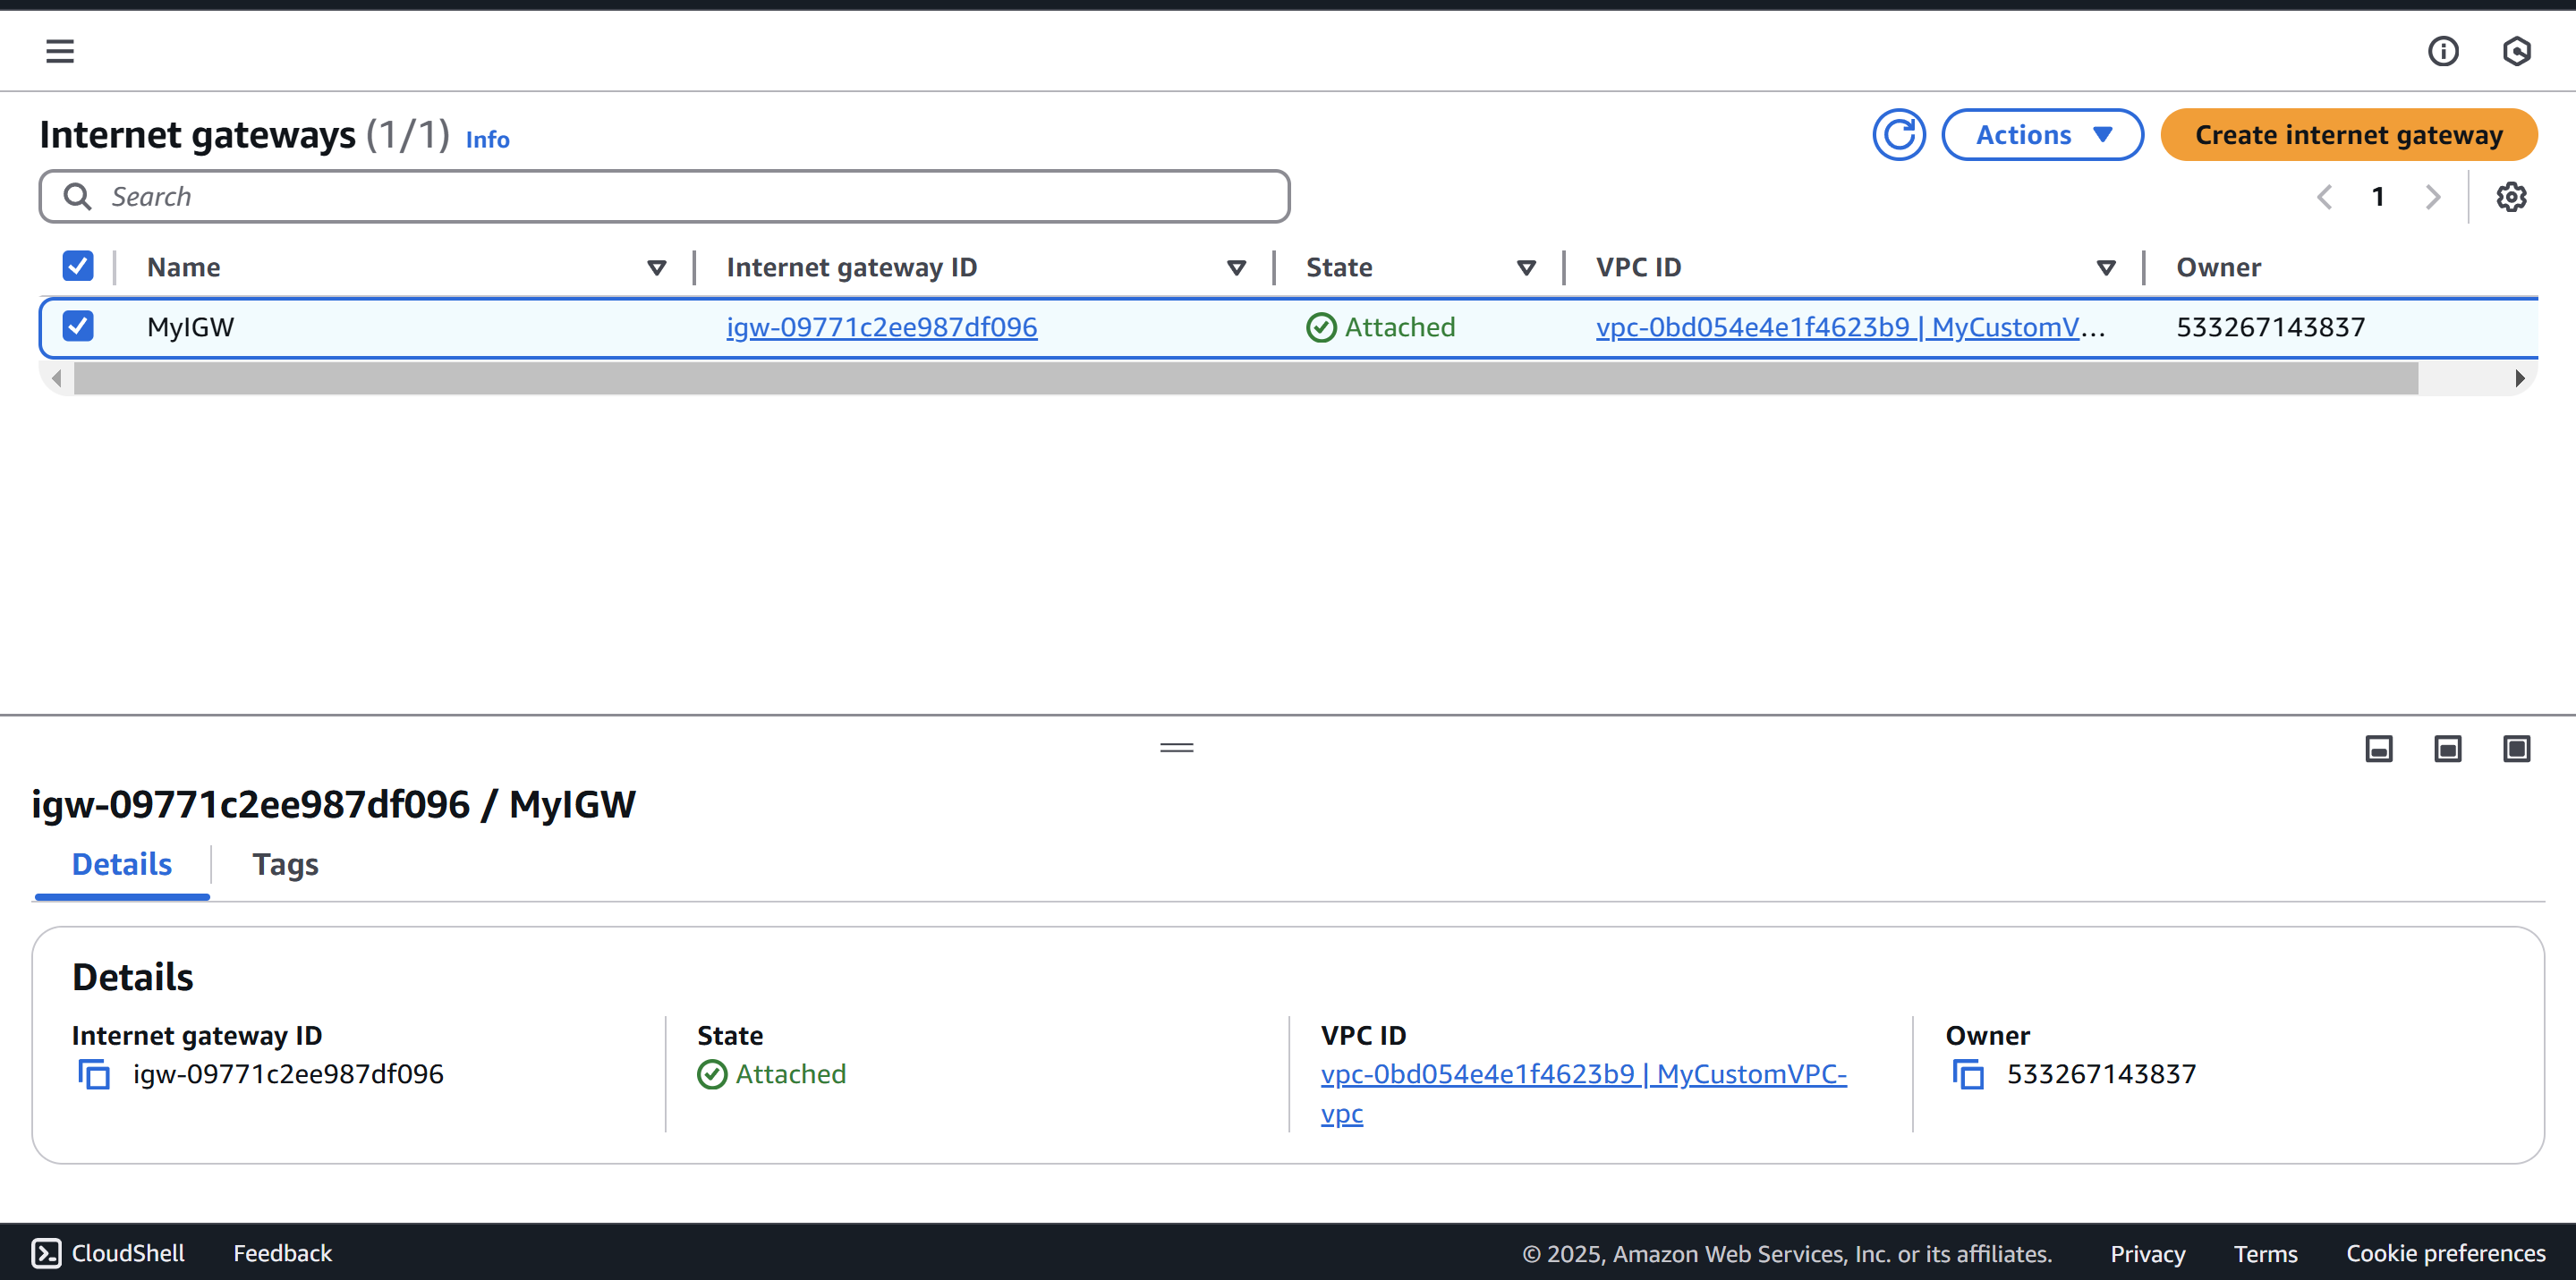 Internet gateways (1/1) Info
Actions
Create internet gateway
Search
1
Name Internet gateway ID State VPC ID Owner
MyIGW igw-09771c2ee987df096 Attached vpc-0bd054e4e1f4623b9 | MyCustomV... 533267143837
igw-09771c2ee987df096 / MyIGW
Details Tags
Details
Internet gateway ID State VPC ID Owner
igw-09771c2ee987df096 Attached vpc-0bd054e4e1f4623b9 | MyCustomVPC- 533267143837
vpc
CloudShell Feedback © 2025, Amazon Web Services, Inc. or its affiliates. Privacy Terms Cookie preferences